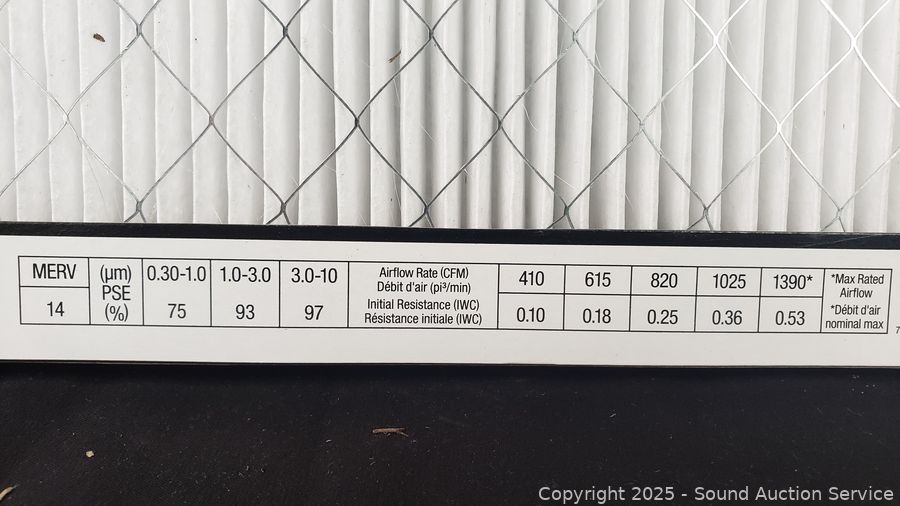 MERV (µm) 0.30-1.0 1.0-3.0 3.0-10 Airflow Rate (CFM) 410 615 820 1025 1390* *Max Rated
PSE Débit d'air (pi³/min) Airflow
14 (%) 75 93 97 Initial Resistance (IWC) 0.10 0.18 0.25 0.36 0.53 *Débit d'air
Résistance initiale (IWC) nominal max
7
Copyright © 2025 - Sound Auction Service